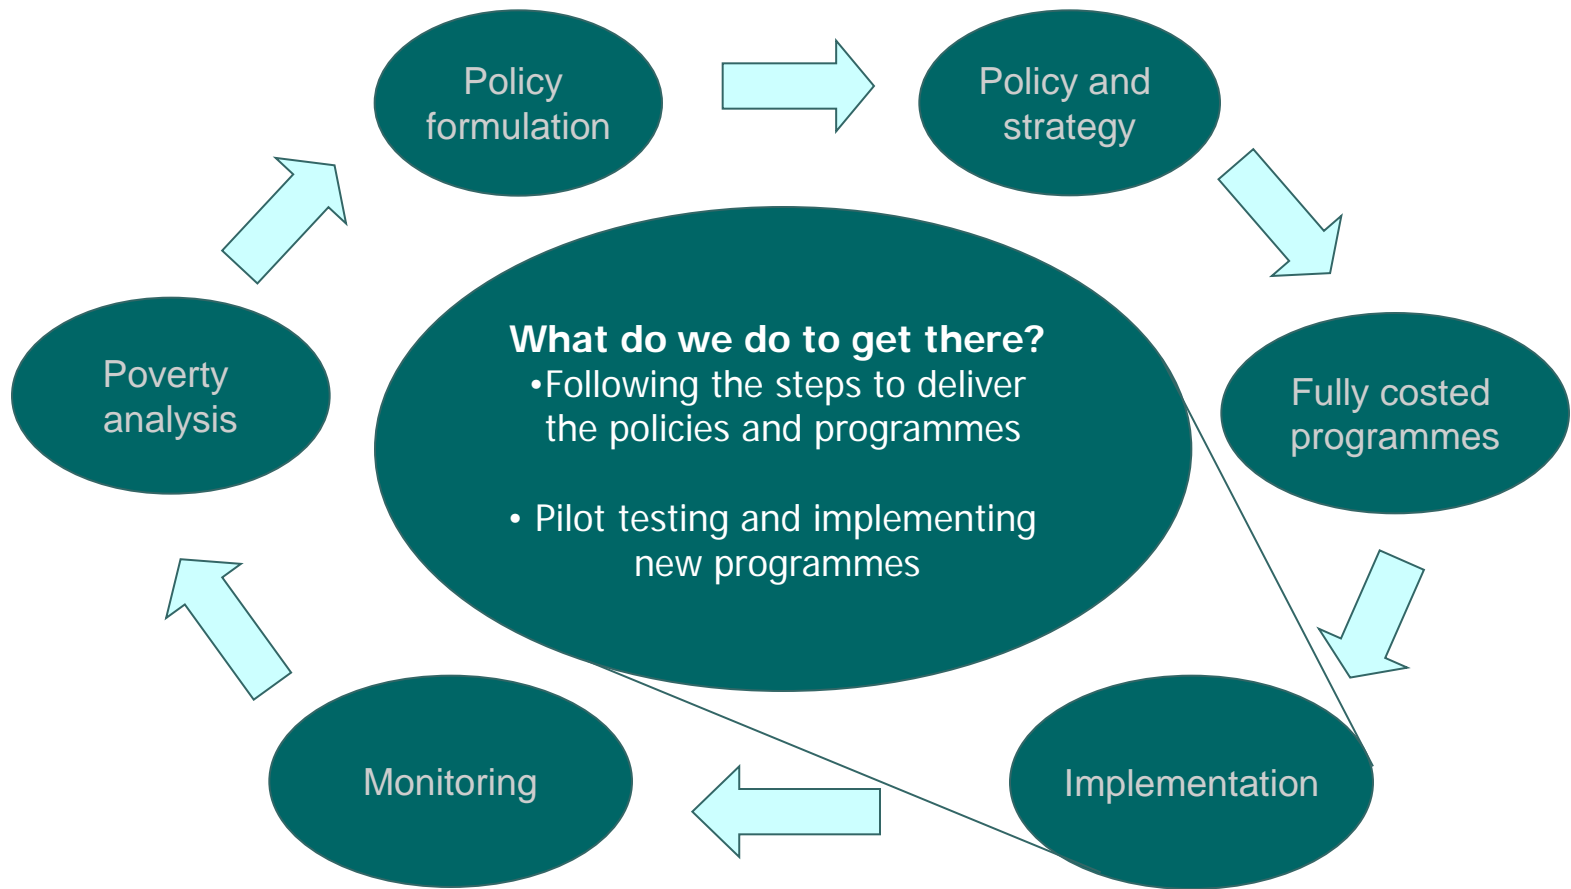 Policy
formulation
Policy and
strategy
Poverty
analysis
What do we do to get there?
•Following the steps to deliver
the policies and programmes
• Pilot testing and implementing
new programmes
Fully costed
programmes
Monitoring
Implementation